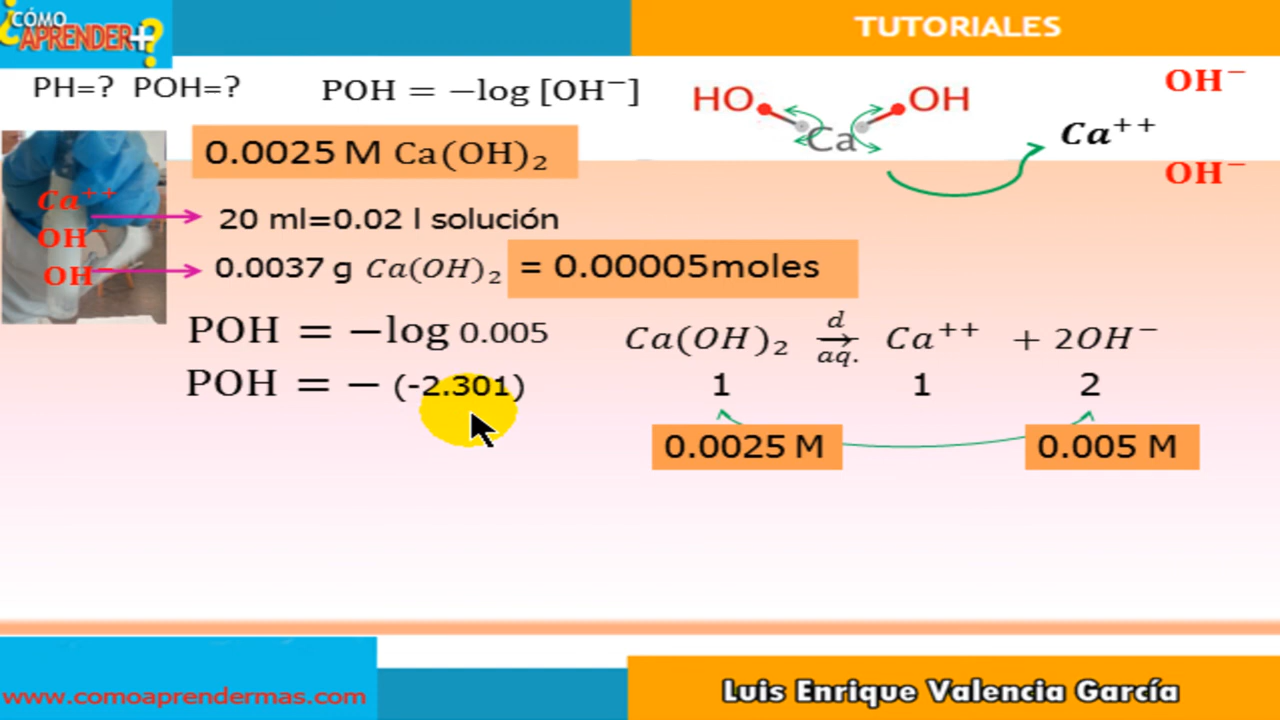 ¿CÓMO
APRENDER+?
TUTORIALES
PH=? POH=?
POH = −log [OH⁻]
HO Ca OH
Ca⁺⁺
OH⁻
OH⁻
0.0025 M Ca(OH)₂
Ca⁺⁺
OH⁻
OH⁻
20 ml=0.02 l solución
0.0037 g Ca(OH)₂ = 0.00005moles
POH = −log 0.005
POH = − (-2.301)
Ca(OH)₂ d → aq. Ca⁺⁺ + 2OH⁻
1 1 2
0.0025 M 0.005 M
www.comoaprendermas.com
Luis Enrique Valencia García